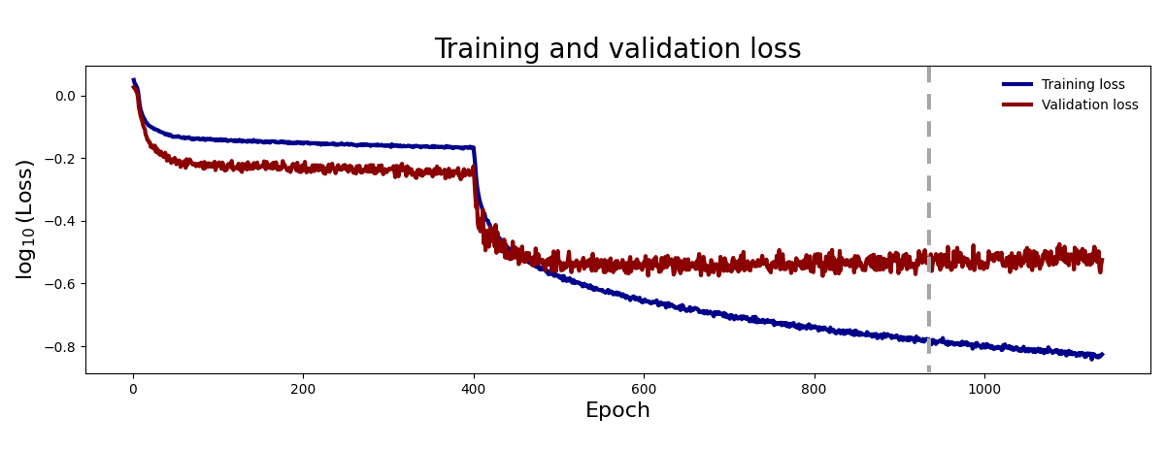 Training and validation loss
Training loss
Validation loss
log₁₀(Loss)
0.0
−0.2
−0.4
−0.6
−0.8
0 200 400 600 800 1000
Epoch